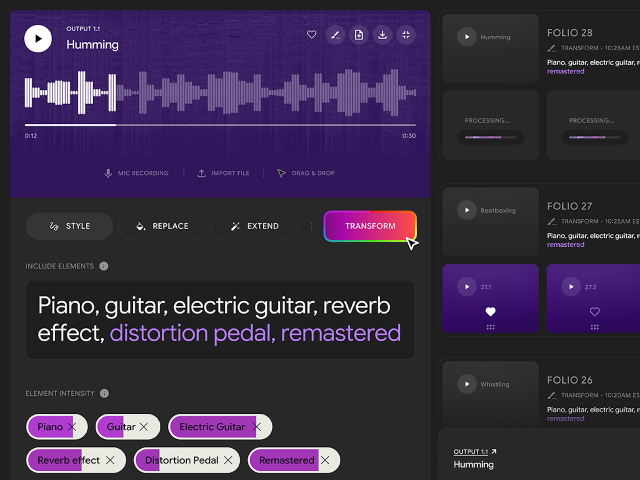 OUTPUT 1.1
Humming
0:12
0:30
MIC RECORDING
IMPORT FILE
DRAG & DROP
STYLE
REPLACE
EXTEND
TRANSFORM
INCLUDE ELEMENTS
Piano, guitar, electric guitar, reverb
effect, distortion pedal, remastered
ELEMENT INTENSITY
Piano
Guitar
Electric Guitar
Reverb effect
Distortion Pedal
Remastered
Humming
FOLIO 28
TRANSFORM - 10:28AM ES
Piano, guitar, electric guitar, r
remastered
PROCESSING...
PROCESSING...
Beatboxing
FOLIO 27
TRANSFORM - 10:25AM ES
Piano, guitar, electric guitar, r
remastered
27.1
27.2
Whistling
FOLIO 26
TRANSFORM - 10:20AM ES
Piano, guitar, electric guitar, r
remastered
OUTPUT 1.1
Humming